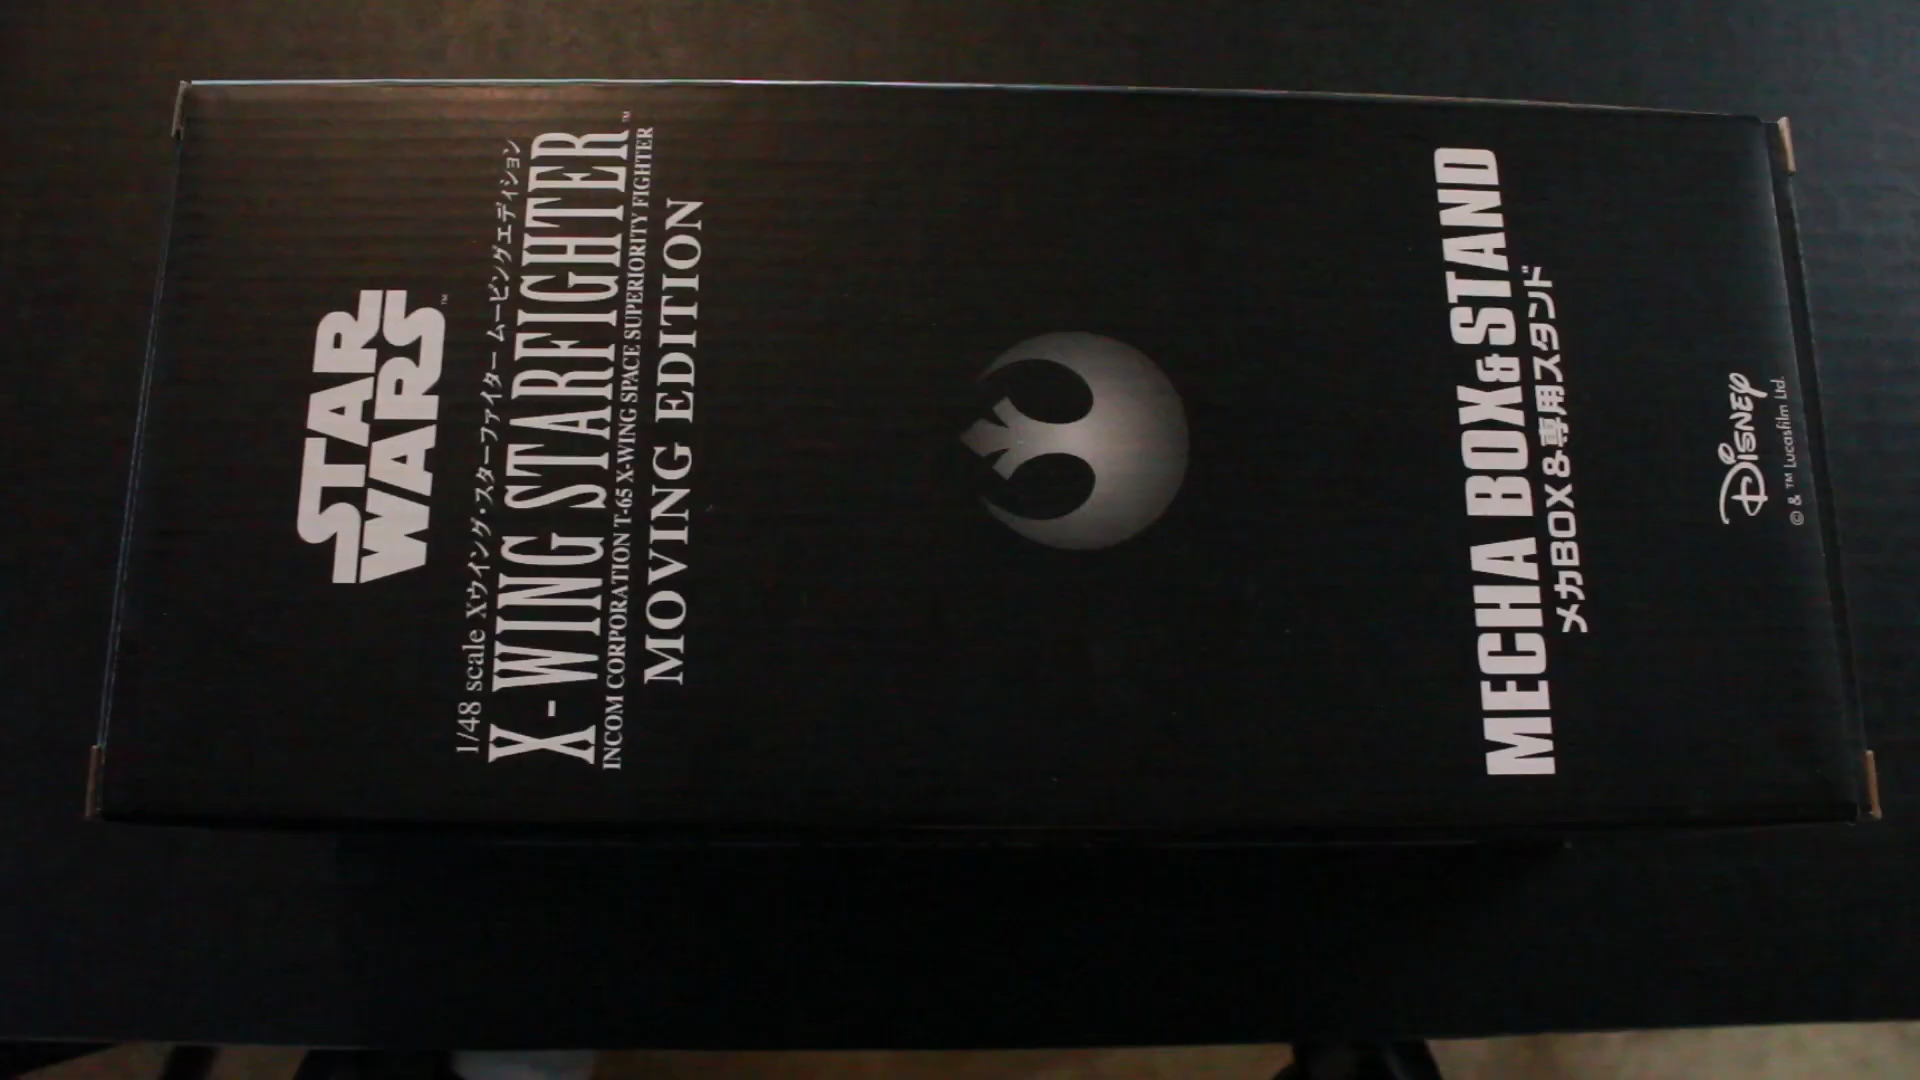 STAR
WARS™
1/48 scale Xウイング・スターファイター ムービングエディション
X-WING STARFIGHTER™
INCOM CORPORATION T-65 X-WING SPACE SUPERIORITY FIGHTER
MOVING EDITION
MECHA BOX&STAND
メカBOX&専用スタンド
Disney
© & ™ Lucasfilm Ltd.